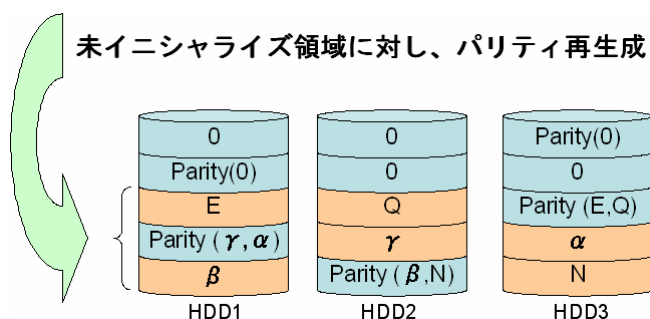 未イニシャライズ領域に対し、パリティ再生成
0 0 Parity(0)
Parity(0) 0 0
E Q Parity (E,Q)
Parity (γ,α) γ α
β Parity (β,N) N
HDD1 HDD2 HDD3